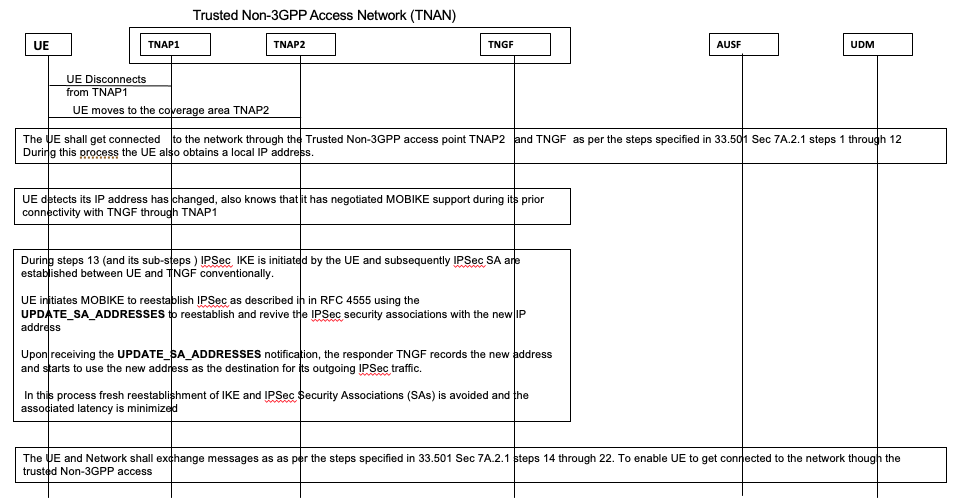 Trusted Non-3GPP Access Network (TNAN)
UE TNAP1 TNAP2 TNGF AUSF UDM
UE Disconnects
from TNAP1
UE moves to the coverage area TNAP2
The UE shall get connected to the network through the Trusted Non-3GPP access point TNAP2 and TNGF as per the steps specified in 33.501 Sec 7A.2.1 steps 1 through 12
During this process the UE also obtains a local IP address.
UE detects its IP address has changed, also knows that it has negotiated MOBIKE support during its prior
connectivity with TNGF through TNAP1
During steps 13 (and its sub-steps ) IPSec IKE is initiated by the UE and subsequently IPSec SA are
established between UE and TNGF conventionally.
UE initiates MOBIKE to reestablish IPSec as described in in RFC 4555 using the
UPDATE_SA_ADDRESSES to reestablish and revive the IPSec security associations with the new IP
address
Upon receiving the UPDATE_SA_ADDRESSES notification, the responder TNGF records the new address
and starts to use the new address as the destination for its outgoing IPSec traffic.
In this process fresh reestablishment of IKE and IPSec Security Associations (SAs) is avoided and the
associated latency is minimized
The UE and Network shall exchange messages as as per the steps specified in 33.501 Sec 7A.2.1 steps 14 through 22. To enable UE to get connected to the network though the
trusted Non-3GPP access